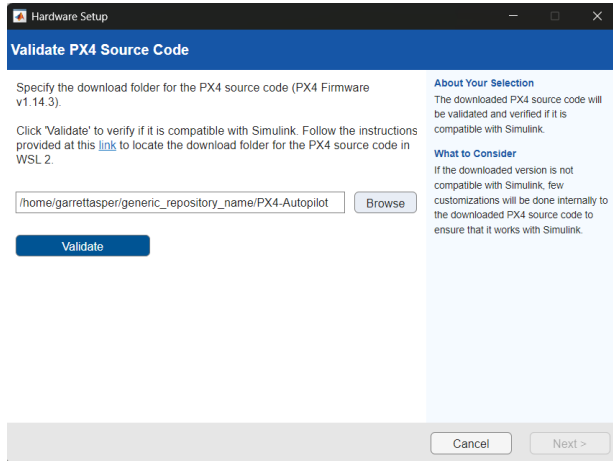 Hardware Setup
Validate PX4 Source Code
Specify the download folder for the PX4 source code (PX4 Firmware
v1.14.3).
Click 'Validate' to verify if it is compatible with Simulink. Follow the instructions
provided at this link to locate the download folder for the PX4 source code in
WSL 2.
/home/garrettasper/generic_repository_name/PX4-Autopilot
Browse
Validate
About Your Selection
The downloaded PX4 source code will
be validated and verified if it is
compatible with Simulink.
What to Consider
If the downloaded version is not
compatible with Simulink, few
customizations will be done internally to
the downloaded PX4 source code to
ensure that it works with Simulink.
Cancel
Next >